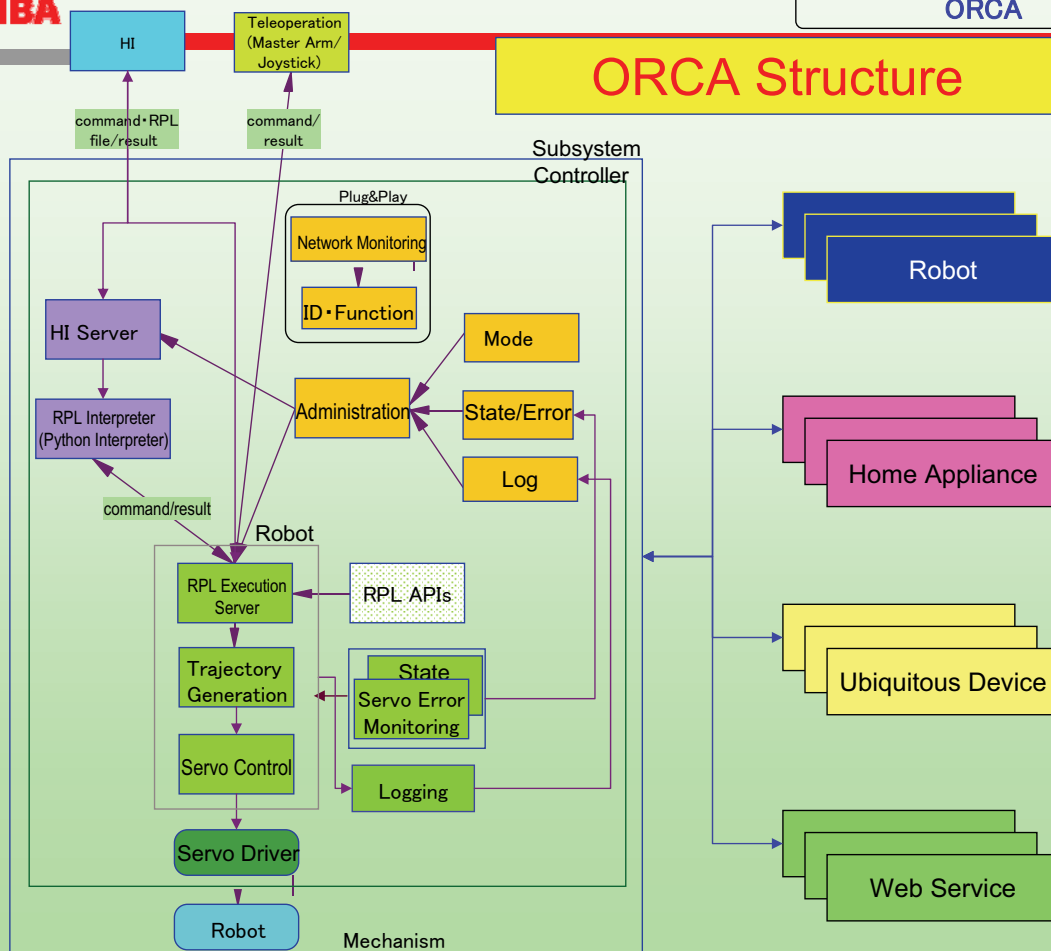 ORCA
HI
Teleoperation
(Master Arm/
Joystick)
ORCA Structure
command・RPL
file/result
command/
result
Subsystem
Controller
Plug&Play
Network Monitoring
ID・Function
Robot
HI Server
Mode
Administration
State/Error
RPL Interpreter
(Python Interpreter)
Home Appliance
Log
command/result
Robot
RPL Execution
Server
RPL APIs
Trajectory
Generation
State
Servo Error
Monitoring
Ubiquitous Device
Servo Control
Logging
Servo Driver
Web Service
Robot
Mechanism